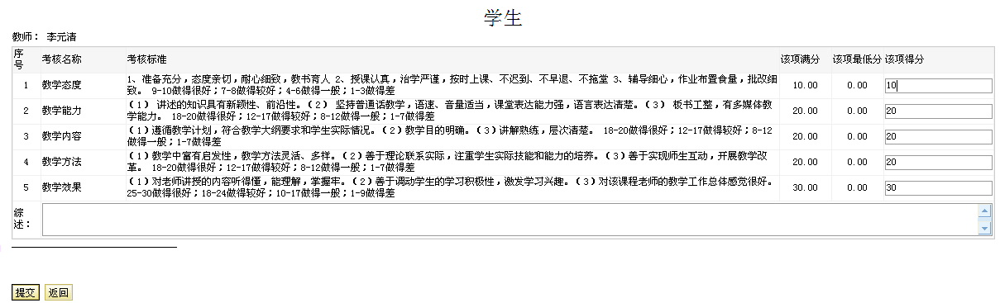 学生
教师： 李元清
序号 考核名称 考核标准 该项满分 该项最低分 该项得分
1 教学态度 1、准备充分，态度亲切，耐心细致，教书育人 2、授课认真，治学严谨，按时上课、不迟到、不早退、不拖堂 3、辅导细心，作业布置食量，批改细
致。 9-10做得很好；7-8做得较好；4-6做得一般；1-3做得差 10.00 0.00 10
2 教学能力 （1） 讲述的知识具有新颖性、前沿性。（2） 坚持普通话教学，语速、音量适当，课堂表达能力强，语言表达清楚。（3） 板书工整，有多媒体教
学能力。 18-20做得很好；12-17做得较好；8-12做得一般；1-7做得差 20.00 0.00 20
3 教学内容 （1）遵循教学计划，符合教学大纲要求和学生实际情况。（2）教学目的明确。（3）讲解熟练，层次清楚。 18-20做得很好；12-17做得较好；8-12
做得一般；1-7做得差 20.00 0.00 20
4 教学方法 （1）教学中富有启发性，教学方法灵活、多样。（2）善于理论联系实际，注重学生实际技能和能力的培养。（3）善于实现师生互动，开展教学改
革。 18-20做得很好；12-17做得较好；8-12做得一般；1-7做得差 20.00 0.00 20
5 教学效果 （1）对老师讲授的内容听得懂，能理解，掌握牢。（2）善于调动学生的学习积极性，激发学习兴趣。（3）对该课程老师的教学工作总体感觉很好。
25-30做得很好；18-24做得较好；10-17做得一般；1-9做得差 30.00 0.00 30
综述：
提交 返回